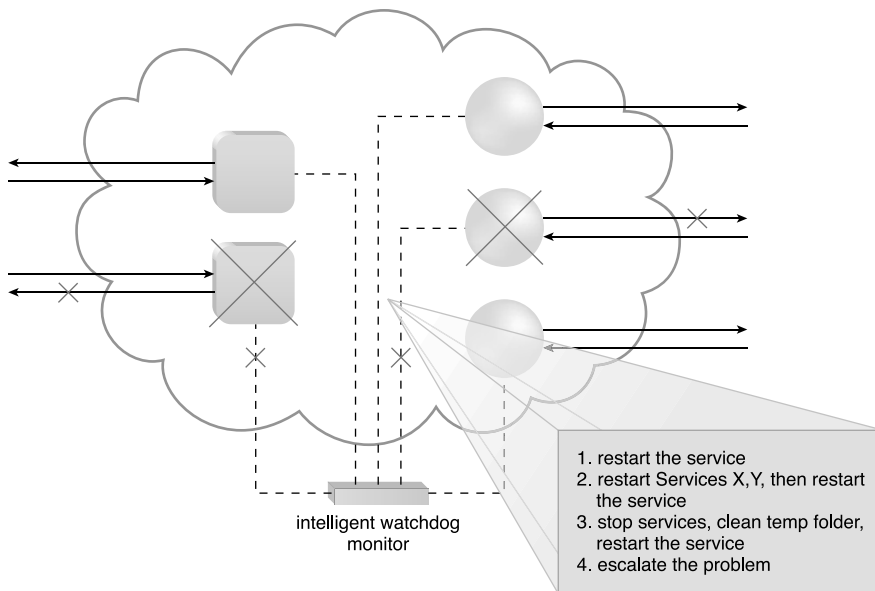 1. restart the service
2. restart Services X,Y, then restart
the service
3. stop services, clean temp folder,
restart the service
4. escalate the problem
intelligent watchdog
monitor